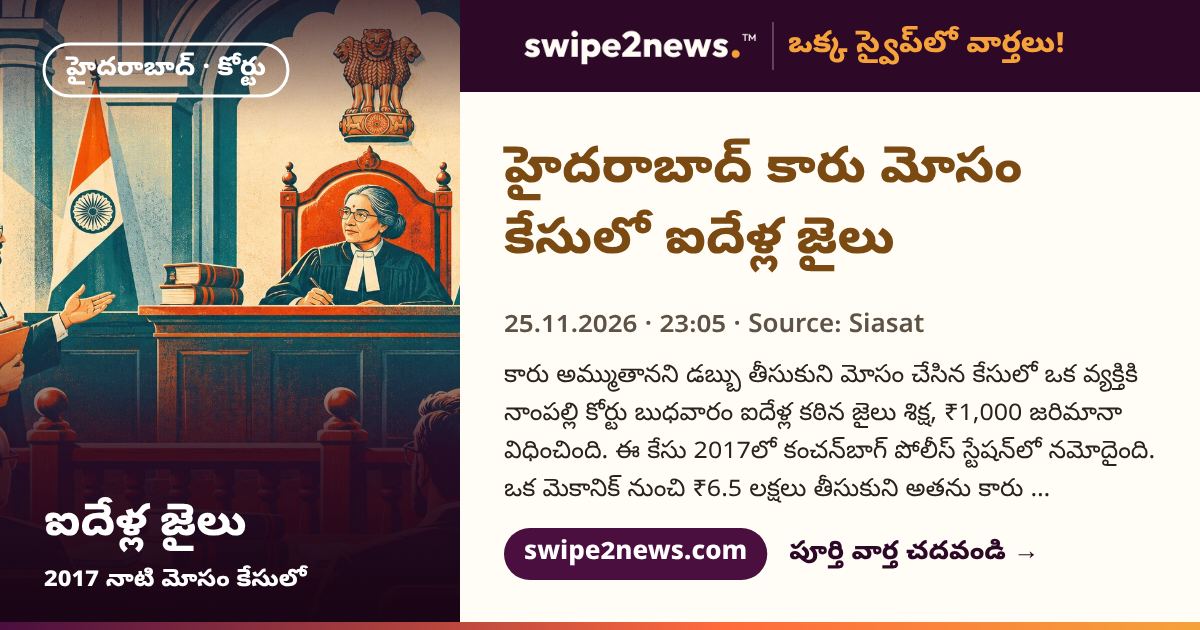 హైదరాబాద్ · కోర్టు
ఐదేళ్ల జైలు
2017 నాటి మోసం కేసులో
swipe2news.™ ఒక్క స్వైప్‌లో వార్తలు!
హైదరాబాద్ కారు మోసం
కేసులో ఐదేళ్ల జైలు
25.11.2026 · 23:05 · Source: Siasat
కారు అమ్ముతానని డబ్బు తీసుకుని మోసం చేసిన కేసులో ఒక వ్యక్తికి
నాంపల్లి కోర్టు బుధవారం ఐదేళ్ల కఠిన జైలు శిక్ష, ₹1,000 జరిమానా
విధించింది. ఈ కేసు 2017లో కంచన్‌బాగ్ పోలీస్ స్టేషన్‌లో నమోదైంది.
ఒక మెకానిక్ నుంచి ₹6.5 లక్షలు తీసుకుని అతను కారు ...
swipe2news.com పూర్తి వార్త చదవండి →